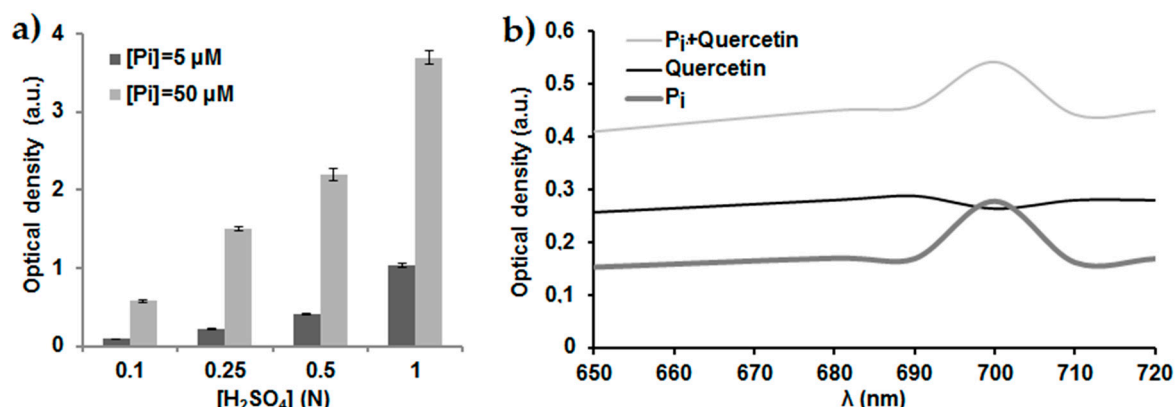 a)
[Pi]=5 µM
[Pi]=50 µM
Optical density (a.u.)
4
3
2
1
0
0.1 0.25 0.5 1
[H₂SO₄] (N)
b)
Pᵢ+Quercetin
Quercetin
Pᵢ
Optical density (a.u.)
0.6
0.5
0.4
0.3
0.2
0.1
0
650 660 670 680 690 700 710 720
λ (nm)